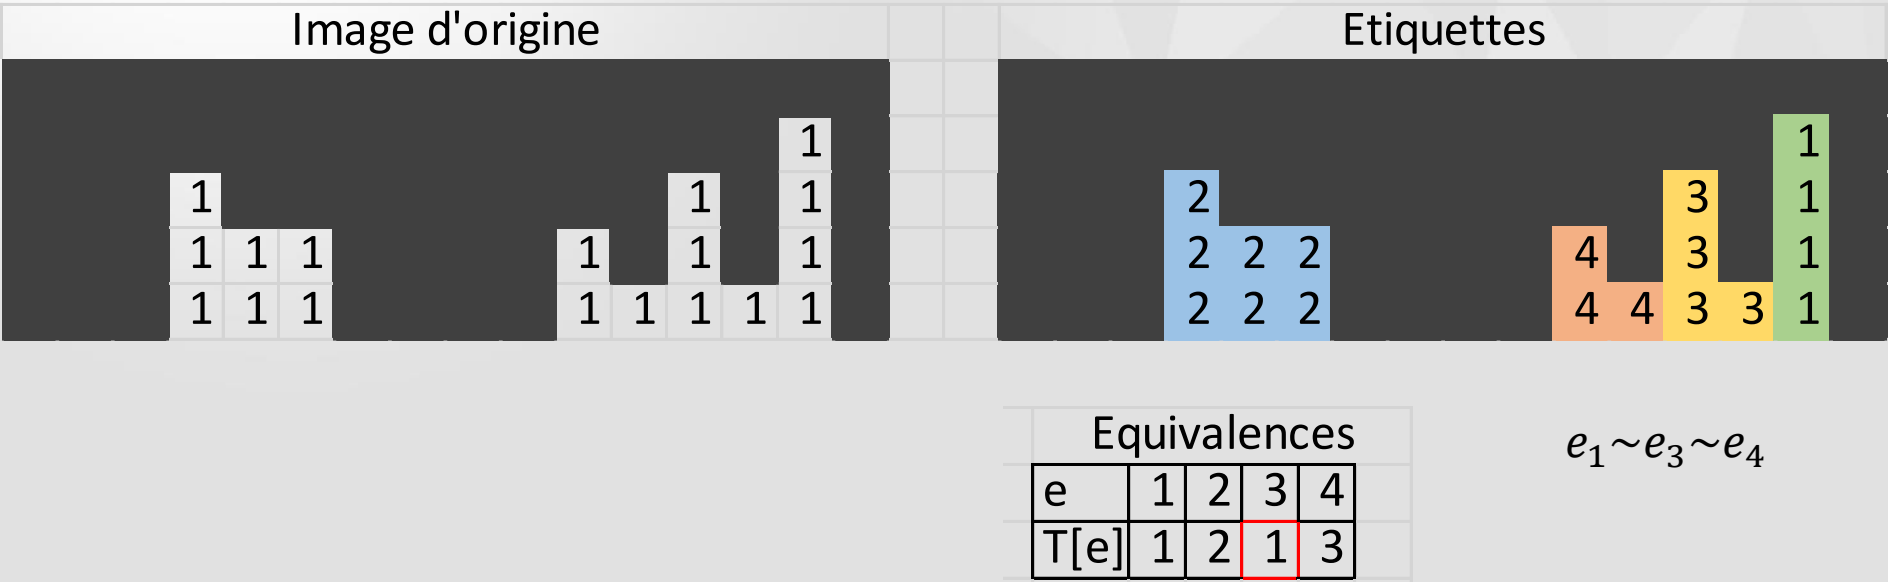 Image d'origine Etiquettes
1 1
1 1 1 2 3 1
1 1 1 1 1 1 2 2 2 4 3 1
1 1 1 1 1 1 1 1 2 2 2 4 4 3 3 1
Equivalences
e₁~e₃~e₄
e 1 2 3 4
T[e] 1 2 1 3